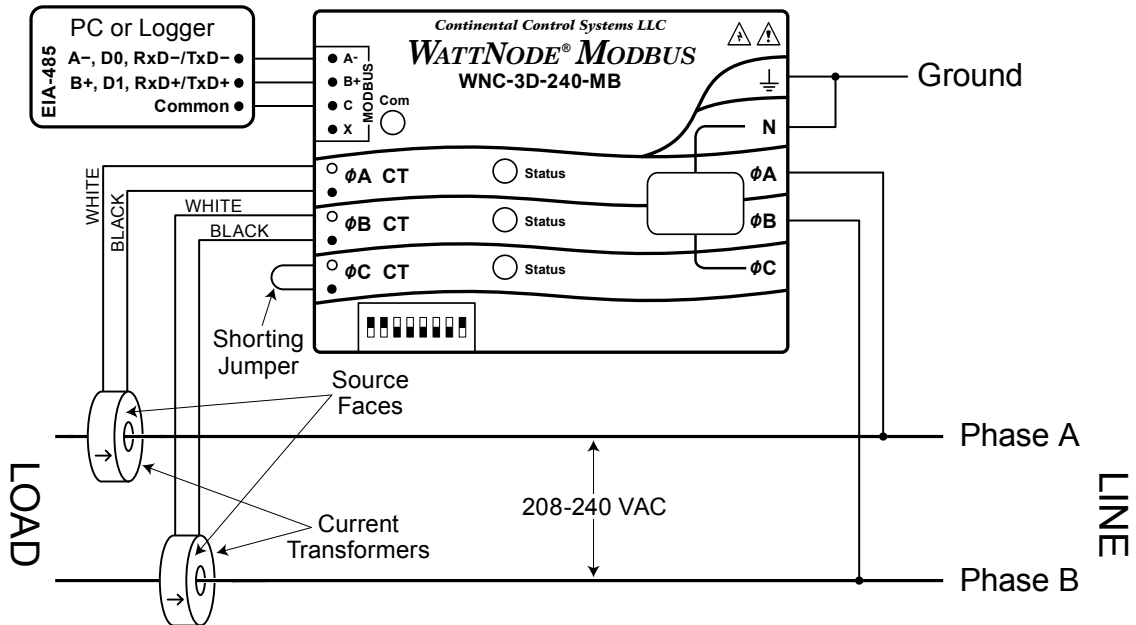 PC or Logger
EIA-485
A−, D0, RxD−/TxD−
B+, D1, RxD+/TxD+
Common
Continental Control Systems LLC
WATTNODE® MODBUS
WNC-3D-240-MB
A-
B+
C
X
MODBUS
Com
Ground
N
ϕA CT
Status
ϕA
ϕB CT
Status
ϕB
ϕC CT
Status
ϕC
WHITE
BLACK
WHITE
BLACK
Shorting
Jumper
Source
Faces
Phase A
LOAD
208-240 VAC
LINE
Current
Transformers
Phase B